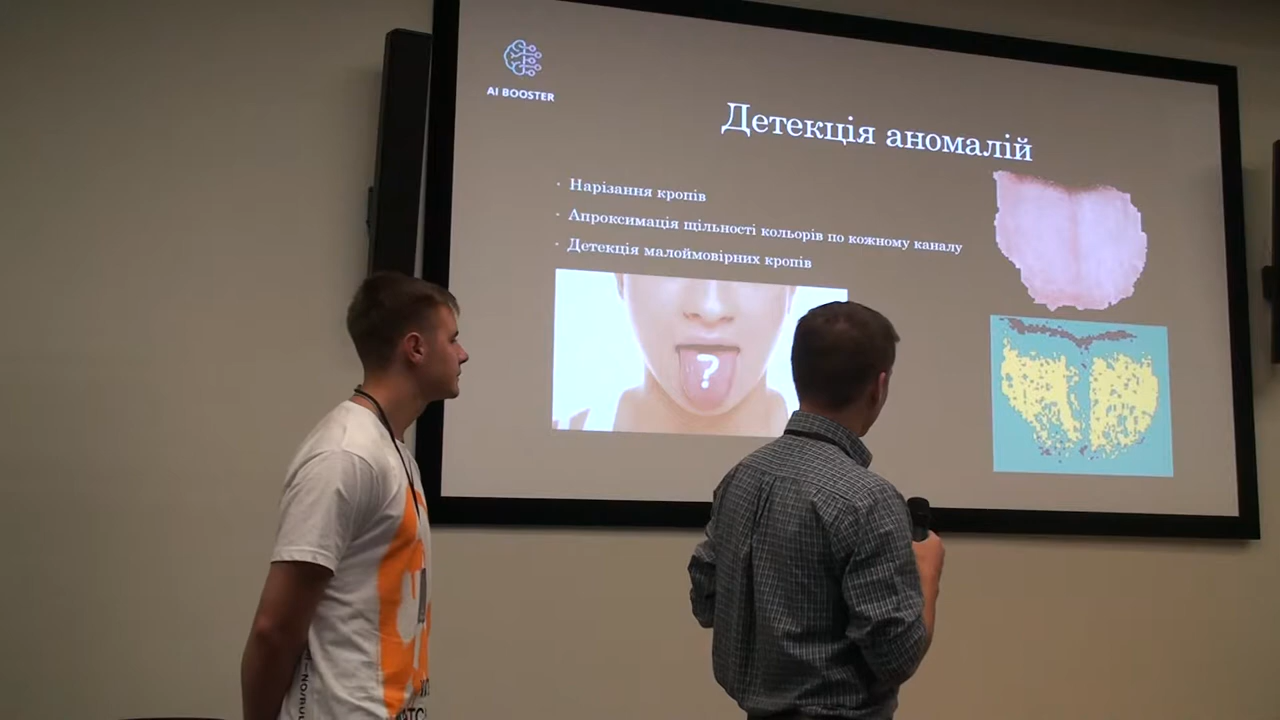 AI BOOSTER
Детекція аномалій
· Нарізання кропів
· Апроксимація щільності кольорів по кожному каналу
· Детекція малоймовірних кропів
?